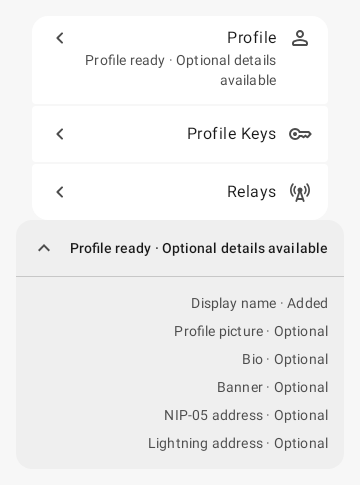 Profile
Profile ready · Optional details
available
Profile Keys
Relays
Profile ready · Optional details available
Display name · Added
Profile picture · Optional
Bio · Optional
Banner · Optional
NIP-05 address · Optional
Lightning address · Optional